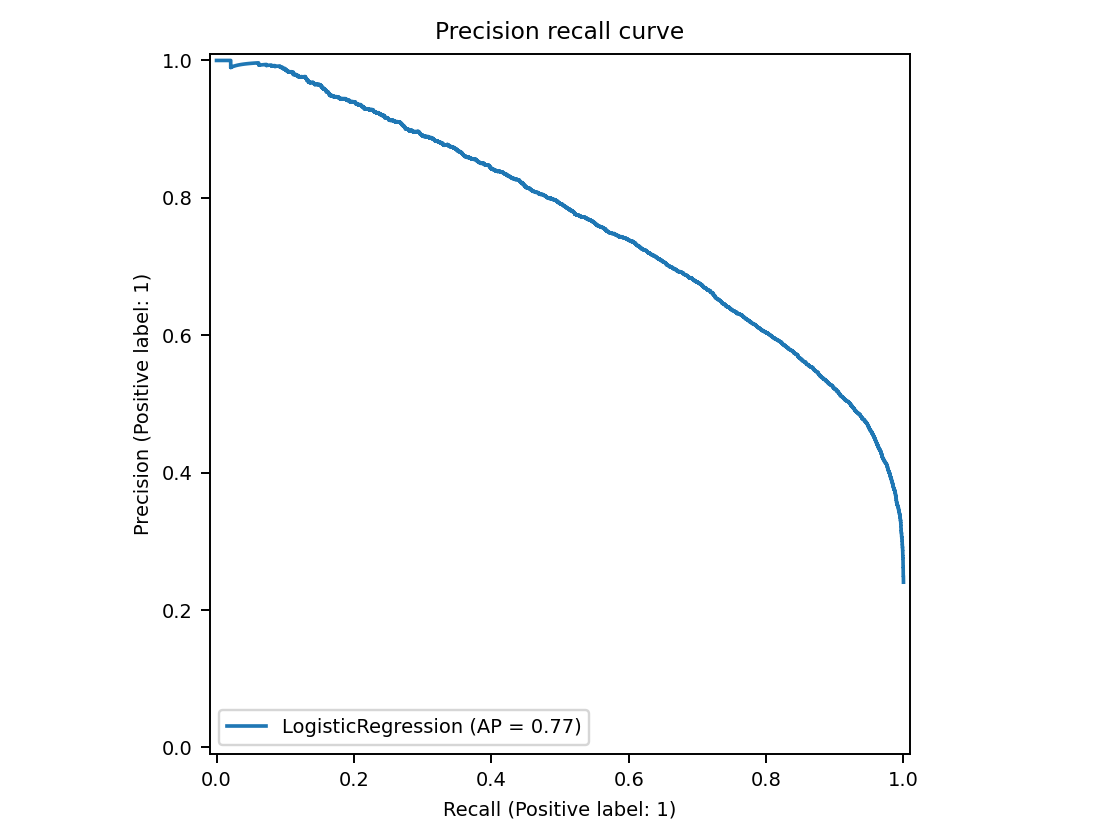 Precision recall curve
1.0
0.8
0.6
0.4
0.2
0.0
Precision (Positive label: 1)
LogisticRegression (AP = 0.77)
0.0 0.2 0.4 0.6 0.8 1.0
Recall (Positive label: 1)